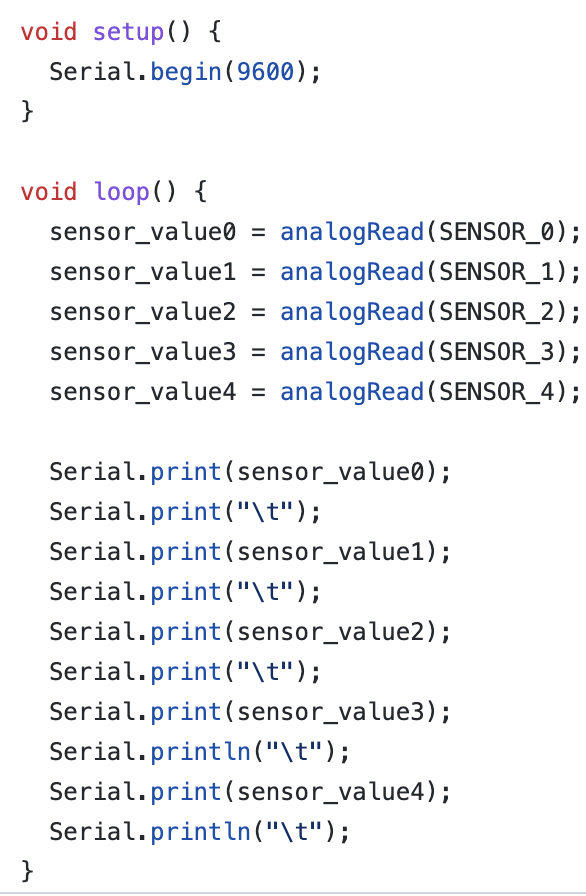 void setup() {
  Serial.begin(9600);
}

void loop() {
  sensor_value0 = analogRead(SENSOR_0);
  sensor_value1 = analogRead(SENSOR_1);
  sensor_value2 = analogRead(SENSOR_2);
  sensor_value3 = analogRead(SENSOR_3);
  sensor_value4 = analogRead(SENSOR_4);

  Serial.print(sensor_value0);
  Serial.print("\t");
  Serial.print(sensor_value1);
  Serial.print("\t");
  Serial.print(sensor_value2);
  Serial.print("\t");
  Serial.print(sensor_value3);
  Serial.println("\t");
  Serial.print(sensor_value4);
  Serial.println("\t");
}